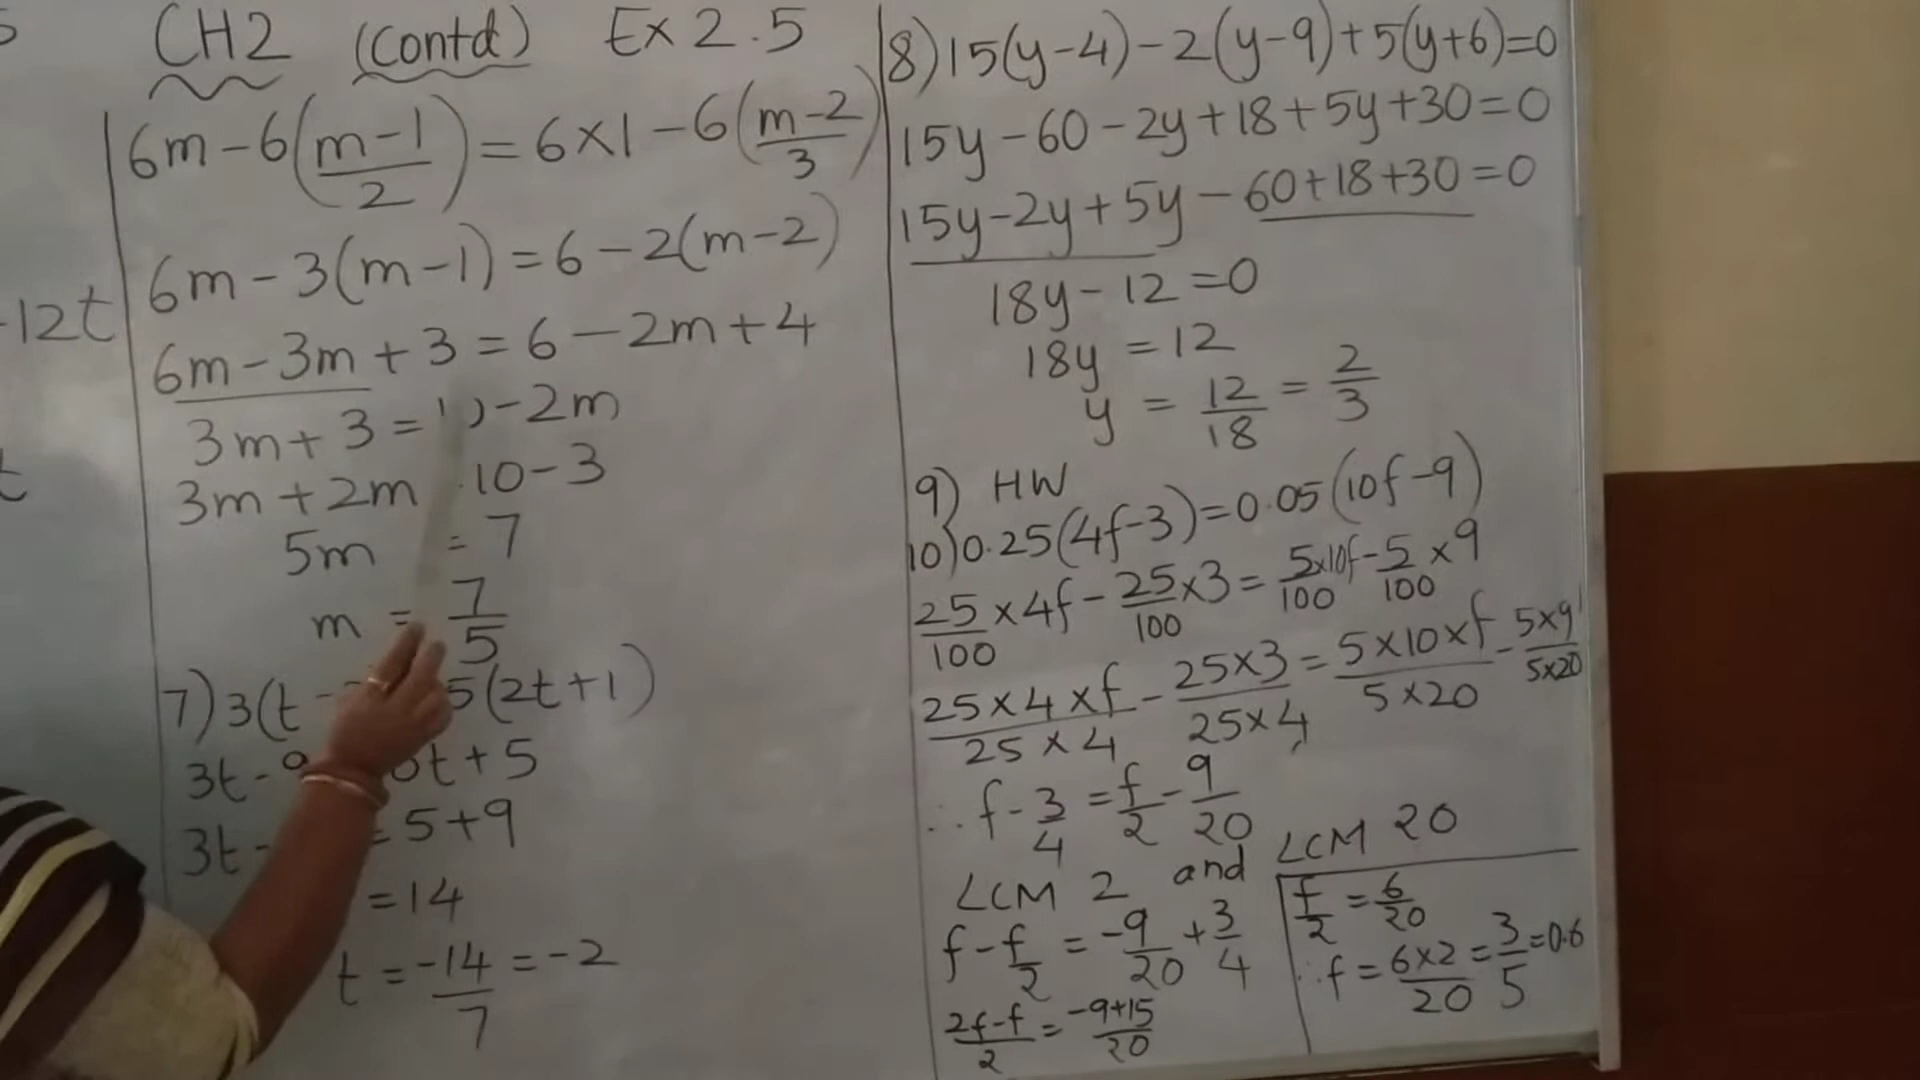 CH2 (Contd) Ex 2.5
-12t
t
6m-6((m-1)/2) = 6×1-6((m-2)/3)
6m-3(m-1)=6-2(m-2)
6m-3m+3=6-2m+4
3m+3= -2m
3m+2m 10-3
5m = 7
m = 7/5
7) 3(t- 5(2t+1)
3t- t+5
3t- =5+9
=14
t = -14/7 = -2
8) 15(y-4)-2(y-9)+5(y+6)=0
15y-60-2y+18+5y+30=0
15y-2y+5y-60+18+30=0
18y-12=0
18y = 12
y = 12/18 = 2/3
9) HW
10) 0.25(4f-3)=0.05(10f-9)
25/100 ×4f - 25/100 ×3 = 5×10f/100 - 5/100 ×9
25×4×f/25×4 - 25×3/25×4 = 5×10×f/5×20 - 5×9/5×20
∴ f - 3/4 = f/2 - 9/20
LCM 2 and LCM 20
f - f/2 = -9/20 + 3/4
2f-f/2 = -9+15/20
f/2 = 6/20
∴ f = 6×2/20 = 3/5 = 0.6